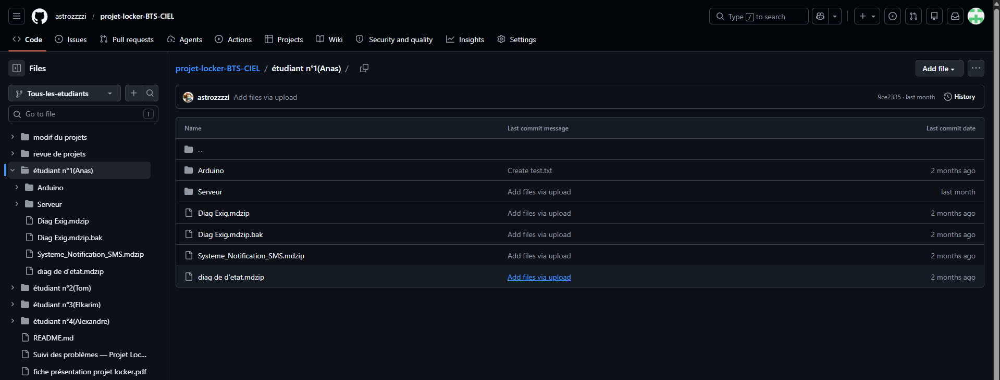 astrozzzzi / projet-locker-BTS-CIEL
Type / to search
Code Issues Pull requests Agents Actions Projects Wiki Security and quality Insights Settings
Files
Tous-les-etudiants
Go to file T
modif du projets
revue de projets
étudiant n°1(Anas)
Arduino
Serveur
Diag Exig.mdzip
Diag Exig.mdzip.bak
Systeme_Notification_SMS.mdzip
diag de d'etat.mdzip
étudiant n°2(Tom)
étudiant n°3(Elkarim)
étudiant n°4(Alexandre)
README.md
Suivi des problèmes — Projet Loc...
fiche présentation projet locker.pdf
projet-locker-BTS-CIEL / étudiant n°1(Anas) /
Add file
astrozzzzi Add files via upload 9ce2335 · last month History
Name Last commit message Last commit date
..
Arduino Create test.txt 2 months ago
Serveur Add files via upload last month
Diag Exig.mdzip Add files via upload 2 months ago
Diag Exig.mdzip.bak Add files via upload 2 months ago
Systeme_Notification_SMS.mdzip Add files via upload 2 months ago
diag de d'etat.mdzip Add files via upload 2 months ago